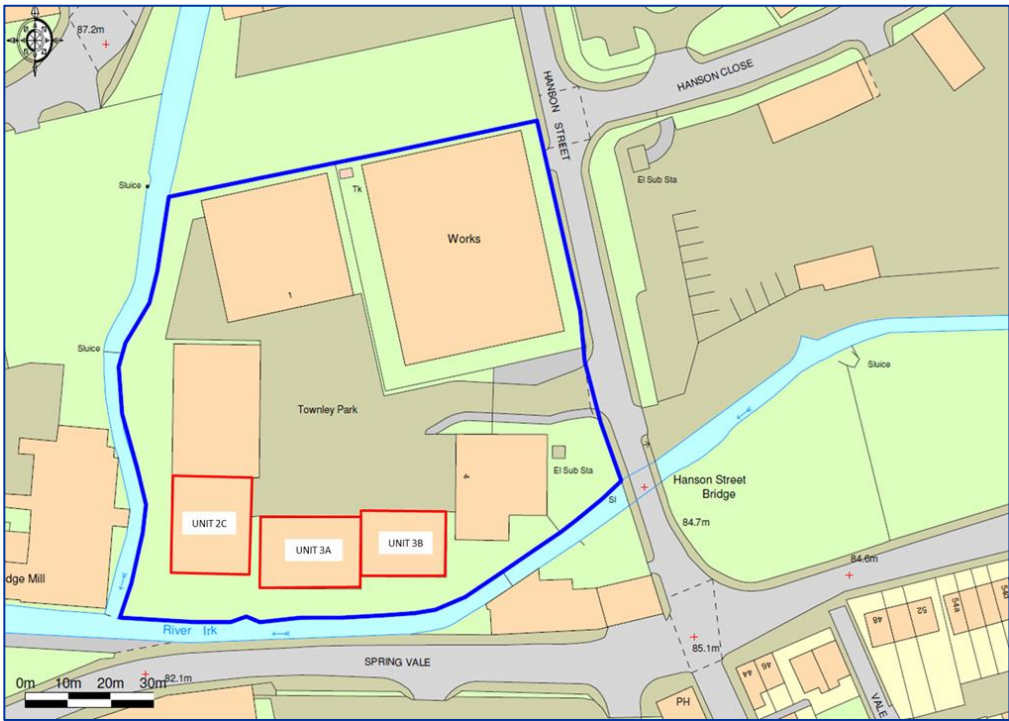 87.2m
HANSON STREET
HANSON CLOSE
El Sub Sta
Sluice
Tk
Works
1
Sluice
Sluice
Townley Park
4
El Sub Sta
Hanson Street
Bridge
Sl
84.7m
UNIT 2C
UNIT 3A
UNIT 3B
84.6m
dge Mill
River Irk
SPRING VALE
82.1m
85.1m
48
52
54a
44
46
VALE
PH
0m 10m 20m 30m